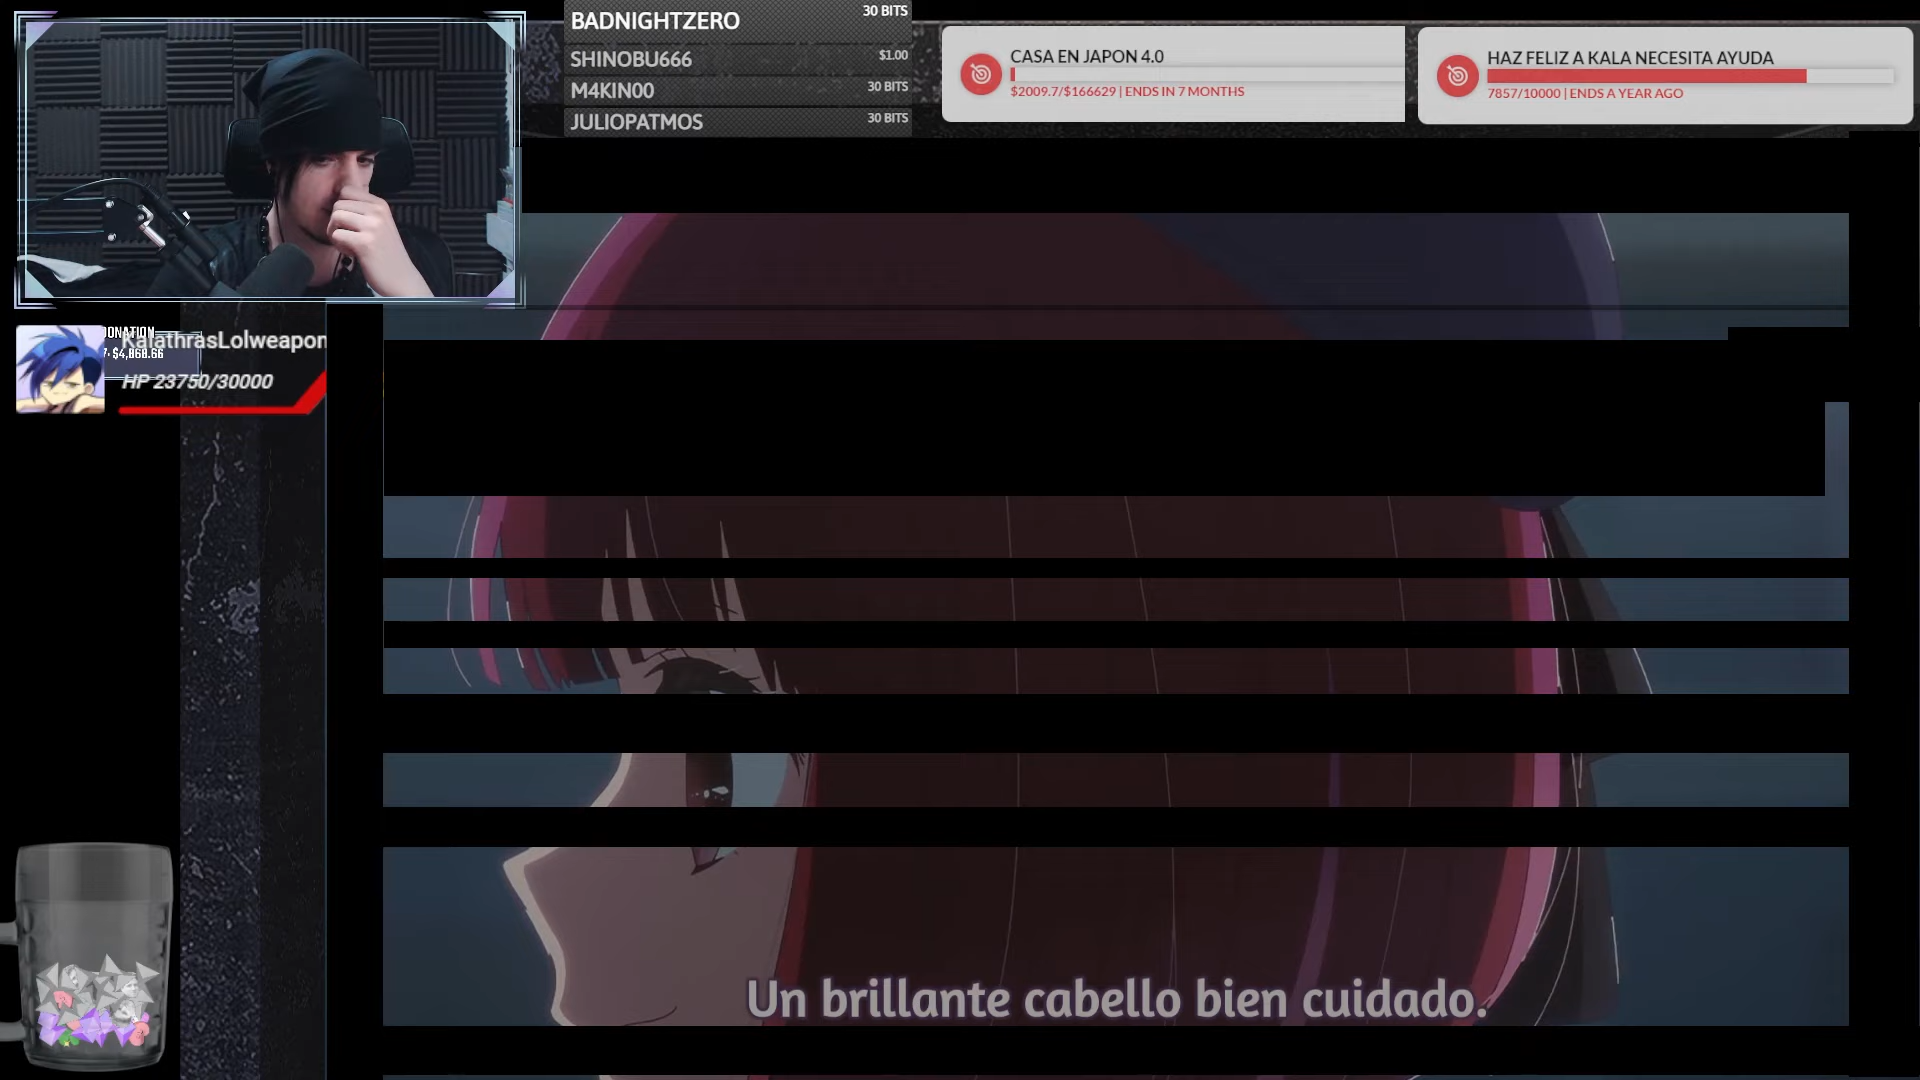 BADNIGHTZERO 30 BITS
SHINOBU666 $1.00
M4KIN00 30 BITS
JULIOPATMOS 30 BITS
CASA EN JAPON 4.0
$2009.7/$166629 | ENDS IN 7 MONTHS
HAZ FELIZ A KALA NECESITA AYUDA
7857/10000 | ENDS A YEAR AGO
DONATION
KalathrasLolweapon
HP 23750/30000
Un brillante cabello bien cuidado.